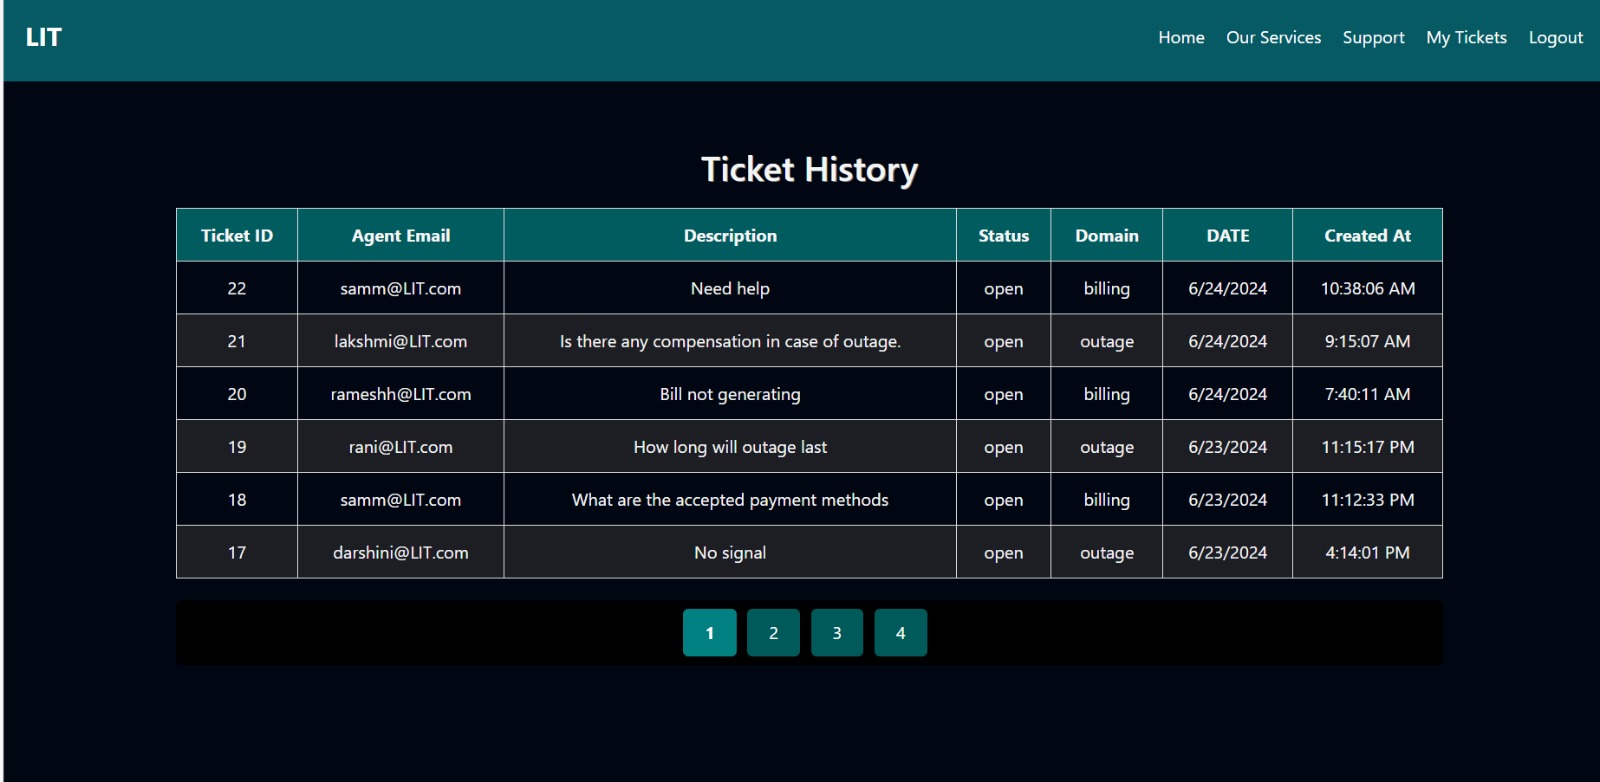 LIT
Home Our Services Support My Tickets Logout
Ticket History
Ticket ID Agent Email Description Status Domain DATE Created At
22 samm@LIT.com Need help open billing 6/24/2024 10:38:06 AM
21 lakshmi@LIT.com Is there any compensation in case of outage. open outage 6/24/2024 9:15:07 AM
20 rameshh@LIT.com Bill not generating open billing 6/24/2024 7:40:11 AM
19 rani@LIT.com How long will outage last open outage 6/23/2024 11:15:17 PM
18 samm@LIT.com What are the accepted payment methods open billing 6/23/2024 11:12:33 PM
17 darshini@LIT.com No signal open outage 6/23/2024 4:14:01 PM
1 2 3 4